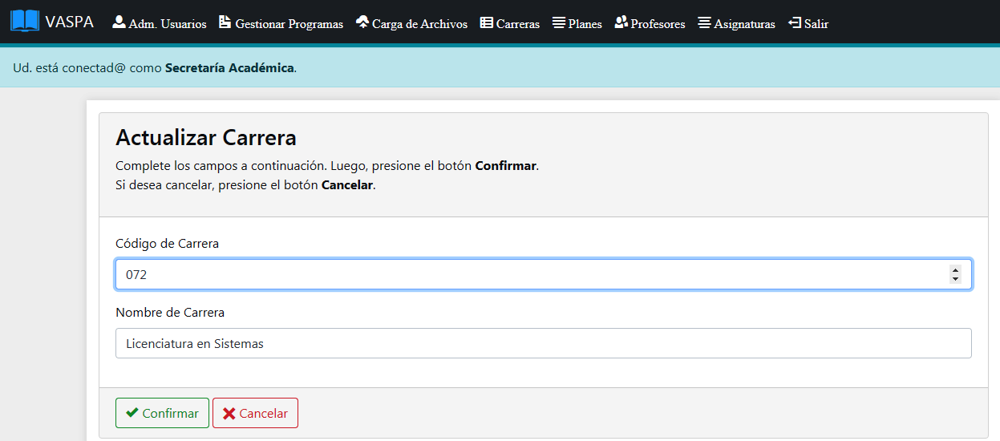 VASPA Adm. Usuarios Gestionar Programas Carga de Archivos Carreras Planes Profesores Asignaturas Salir
Ud. está conectad@ como Secretaría Académica.
Actualizar Carrera
Complete los campos a continuación. Luego, presione el botón Confirmar.
Si desea cancelar, presione el botón Cancelar.
Código de Carrera
072
Nombre de Carrera
Licenciatura en Sistemas
Confirmar Cancelar